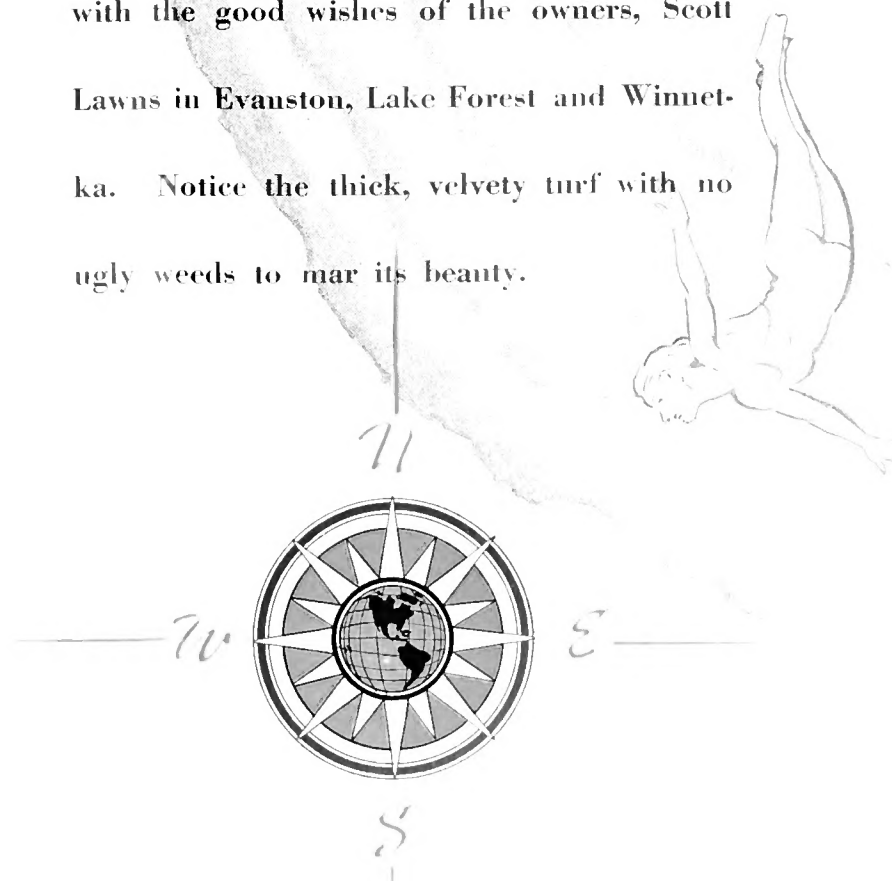 with the good wishes of the owners, Scott
Lawns in Evanston, Lake Forest and Winnet-
ka. Notice the thick, velvety turf with no
ugly weeds to mar its beauty.
N
W E
S